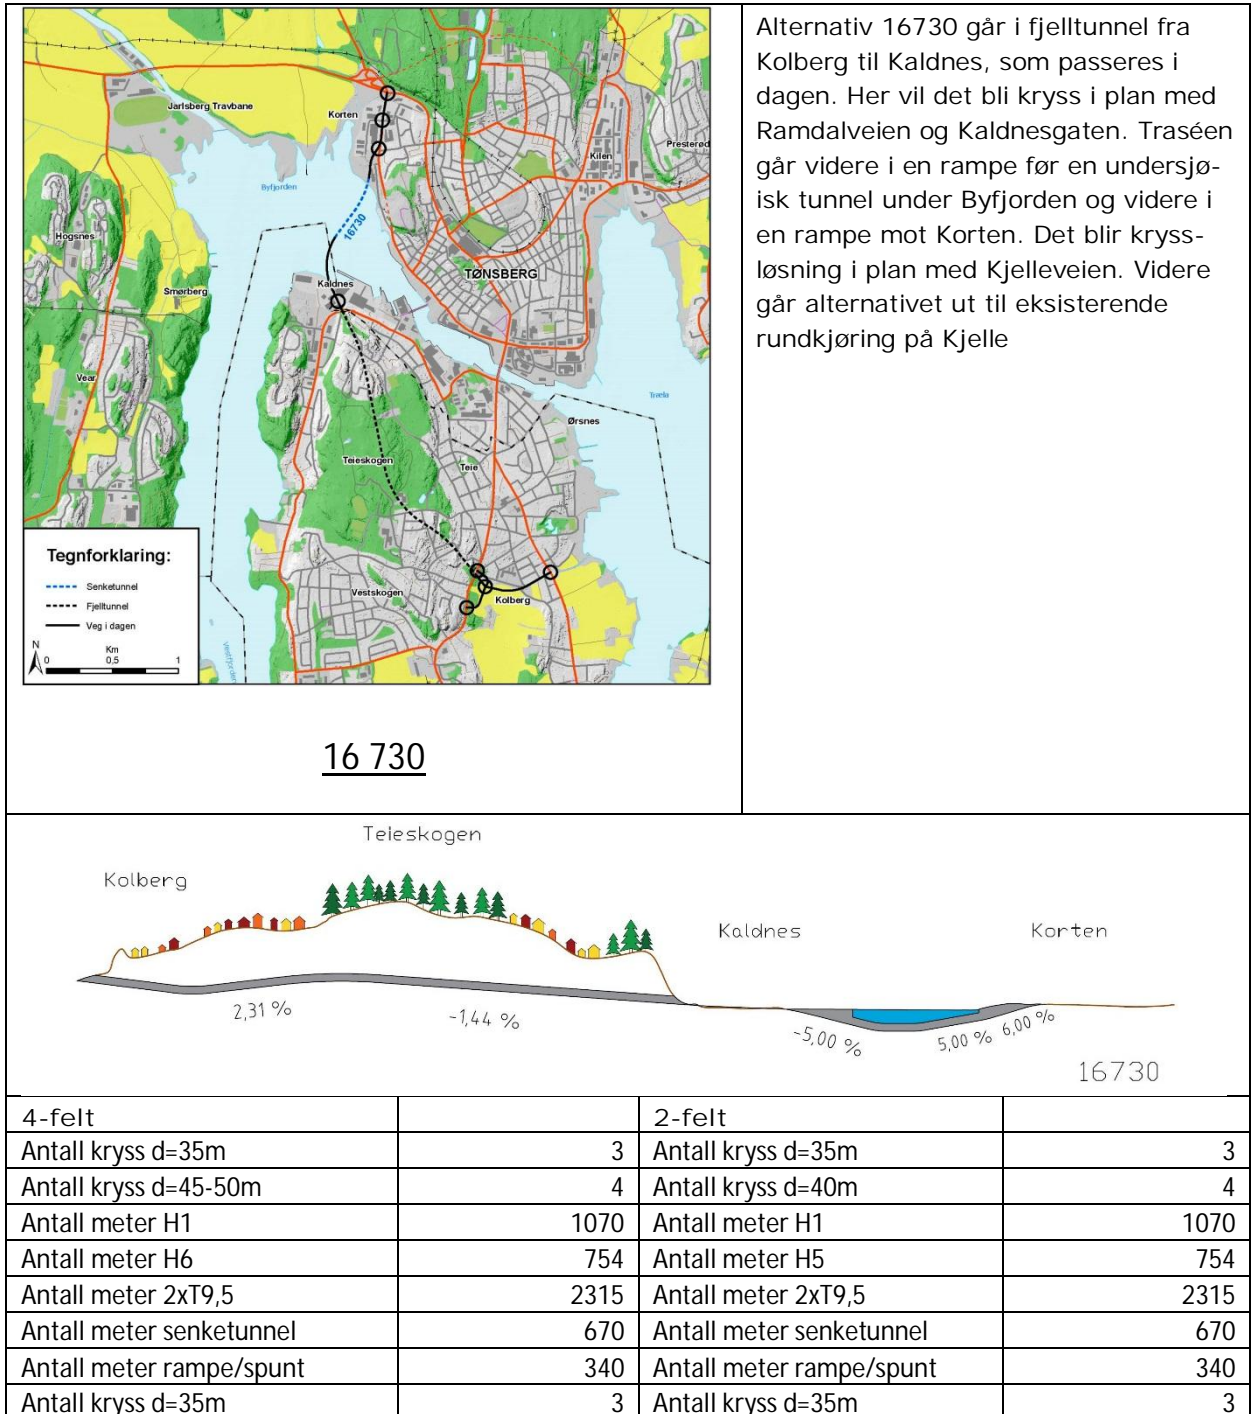 Jarlsberg Travbane
Korten
Kilen
Presterød
Byfjorden
16730
Hogsnes
TØNSBERG
Kaldnes
Smørberg
Vear
Træla
Ørsnes
Teieskogen
Teie
Tegnforklaring:
Senketunnel
Fjelltunnel
Veg i dagen
N
Km
0 0,5 1
Vestfjorden
Vestskogen
Kolberg
16 730
Alternativ 16730 går i fjelltunnel fra
Kolberg til Kaldnes, som passeres i
dagen. Her vil det bli kryss i plan med
Ramdalveien og Kaldnesgaten. Traséen
går videre i en rampe før en undersjø-
isk tunnel under Byfjorden og videre i
en rampe mot Korten. Det blir kryss-
løsning i plan med Kjelleveien. Videre
går alternativet ut til eksisterende
rundkjøring på Kjelle
Teieskogen
Kolberg
Kaldnes
Korten
2,31 %
-1,44 %
-5,00 %
5,00 %
6,00 %
16730
4-felt 2-felt
Antall kryss d=35m 3 Antall kryss d=35m 3
Antall kryss d=45-50m 4 Antall kryss d=40m 4
Antall meter H1 1070 Antall meter H1 1070
Antall meter H6 754 Antall meter H5 754
Antall meter 2xT9,5 2315 Antall meter 2xT9,5 2315
Antall meter senketunnel 670 Antall meter senketunnel 670
Antall meter rampe/spunt 340 Antall meter rampe/spunt 340
Antall kryss d=35m 3 Antall kryss d=35m 3